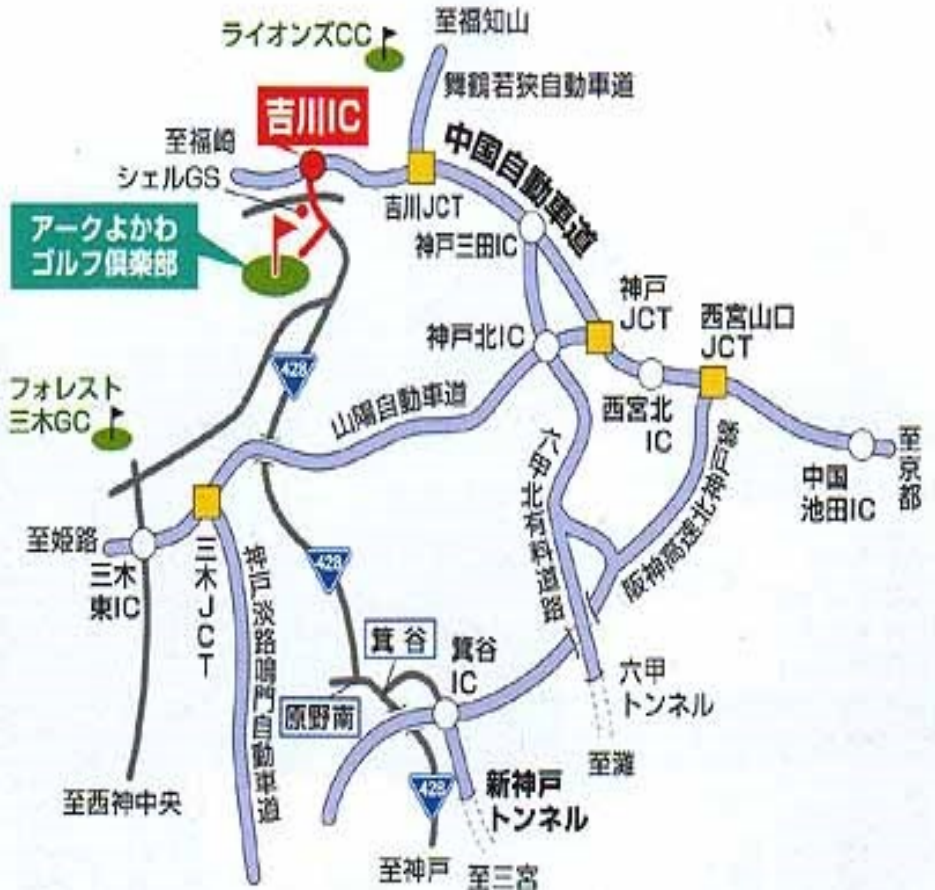 ライオンズCC
至福知山
舞鶴若狭自動車道
吉川IC
至福崎
シェルGS
中国自動車道
吉川JCT
神戸三田IC
アークよかわ
ゴルフ倶楽部
神戸
JCT
西宮山口
JCT
神戸北IC
428
フォレスト
三木GC
山陽自動車道
西宮北
IC
六甲北有料道路
阪神高速北神戸線
中国
池田IC
至京都
至姫路
三木
東IC
三木JCT
神戸淡路鳴門自動車道
428
箕谷
箕谷
IC
原野南
六甲
トンネル
至灘
至西神中央
428
新神戸
トンネル
至神戸
至三宮